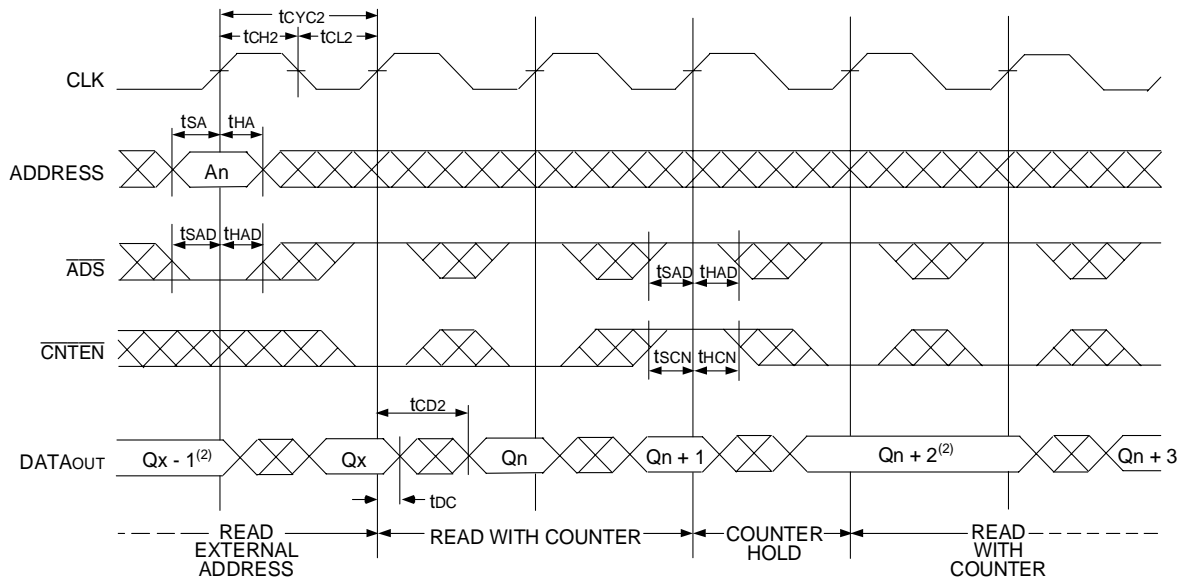 tCYC2
tCH2 tCL2
CLK
tSA tHA
ADDRESS An
tSAD tHAD
ADS
tSAD tHAD
CNTEN
tSCN tHCN
tCD2
DATAOUT Qx - 1(2) Qx Qn Qn + 1 Qn + 2(2) Qn + 3
tDC
READ EXTERNAL ADDRESS
READ WITH COUNTER
COUNTER HOLD
READ WITH COUNTER